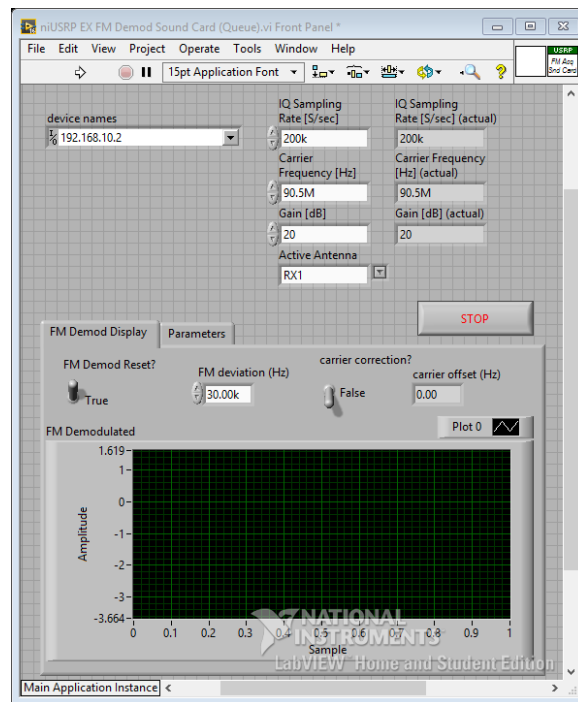 niUSRP EX FM Demod Sound Card (Queue).vi Front Panel *
File Edit View Project Operate Tools Window Help
15pt Application Font
USRP
FM Acq
Snd Card
device names
192.168.10.2
IQ Sampling
Rate [S/sec]
200k
IQ Sampling
Rate [S/sec] (actual)
200k
Carrier
Frequency [Hz]
90.5M
Carrier Frequency
[Hz] (actual)
90.5M
Gain [dB]
20
Gain [dB] (actual)
20
Active Antenna
RX1
STOP
FM Demod Display
Parameters
FM Demod Reset?
True
FM deviation (Hz)
30.00k
carrier correction?
False
carrier offset (Hz)
0.00
FM Demodulated
Plot 0
Amplitude
1.619
1
0
-1
-2
-3
-3.664
0 0.1 0.2 0.3 0.4 0.5 0.6 0.7 0.8 0.9 1
Sample
NATIONAL
INSTRUMENTS
LabVIEW Home and Student Edition
Main Application Instance